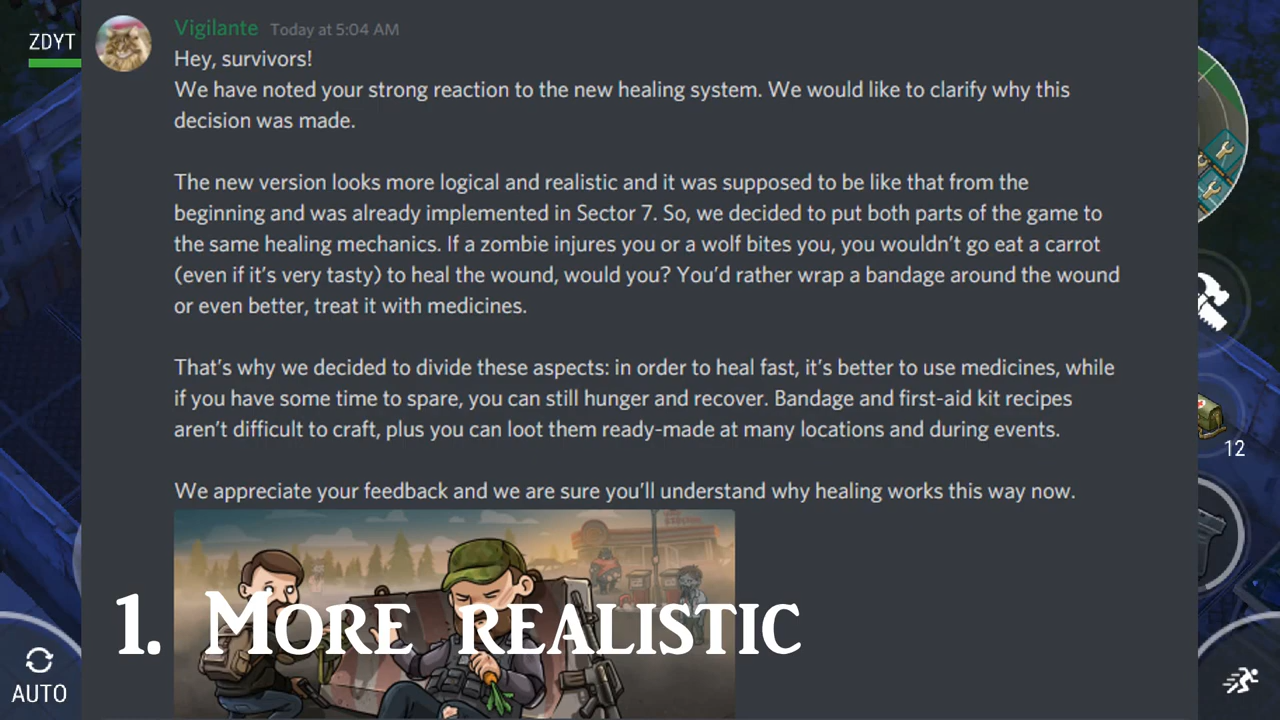 ZDYT
Vigilante Today at 5:04 AM
Hey, survivors!
We have noted your strong reaction to the new healing system. We would like to clarify why this
decision was made.
The new version looks more logical and realistic and it was supposed to be like that from the
beginning and was already implemented in Sector 7. So, we decided to put both parts of the game to
the same healing mechanics. If a zombie injures you or a wolf bites you, you wouldn't go eat a carrot
(even if it's very tasty) to heal the wound, would you? You'd rather wrap a bandage around the wound
or even better, treat it with medicines.
That's why we decided to divide these aspects: in order to heal fast, it's better to use medicines, while
if you have some time to spare, you can still hunger and recover. Bandage and first-aid kit recipes
aren't difficult to craft, plus you can loot them ready-made at many locations and during events.
12
We appreciate your feedback and we are sure you'll understand why healing works this way now.
1. More realistic
AUTO